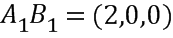 A₁B₁ = (2,0,0)